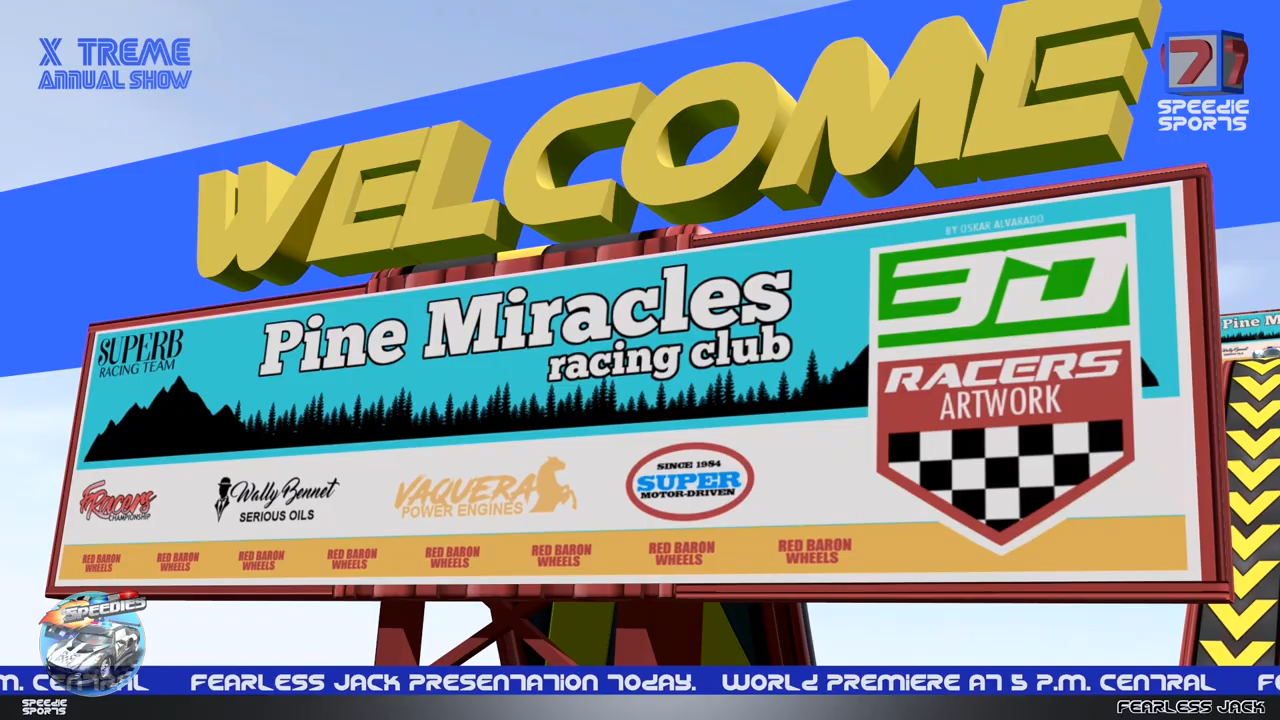 X TREME
ANNUAL SHOW
7
SPEEDIE
SPORTS
WELCOME
BY OSKAR ALVARADO
3D
RACERS
ARTWORK
SUPERB
RACING TEAM
Pine Miracles
racing club
Pine M
Racers
CHAMPIONSHIP
Wally Bennet
SERIOUS OILS
VAQUERA
POWER ENGINES
SINCE 1984
SUPER
MOTOR-DRIVEN
RED BARON
WHEELS
RED BARON
WHEELS
RED BARON
WHEELS
RED BARON
WHEELS
RED BARON
WHEELS
RED BARON
WHEELS
RED BARON
WHEELS
RED BARON
WHEELS
SPEEDIES
M. CENTRAL FEARLESS JACK PRESENTATION TODAY. WORLD PREMIERE AT 5 P.M. CENTRAL FE
SPEEDIE
SPORTS
FEARLESS JACK